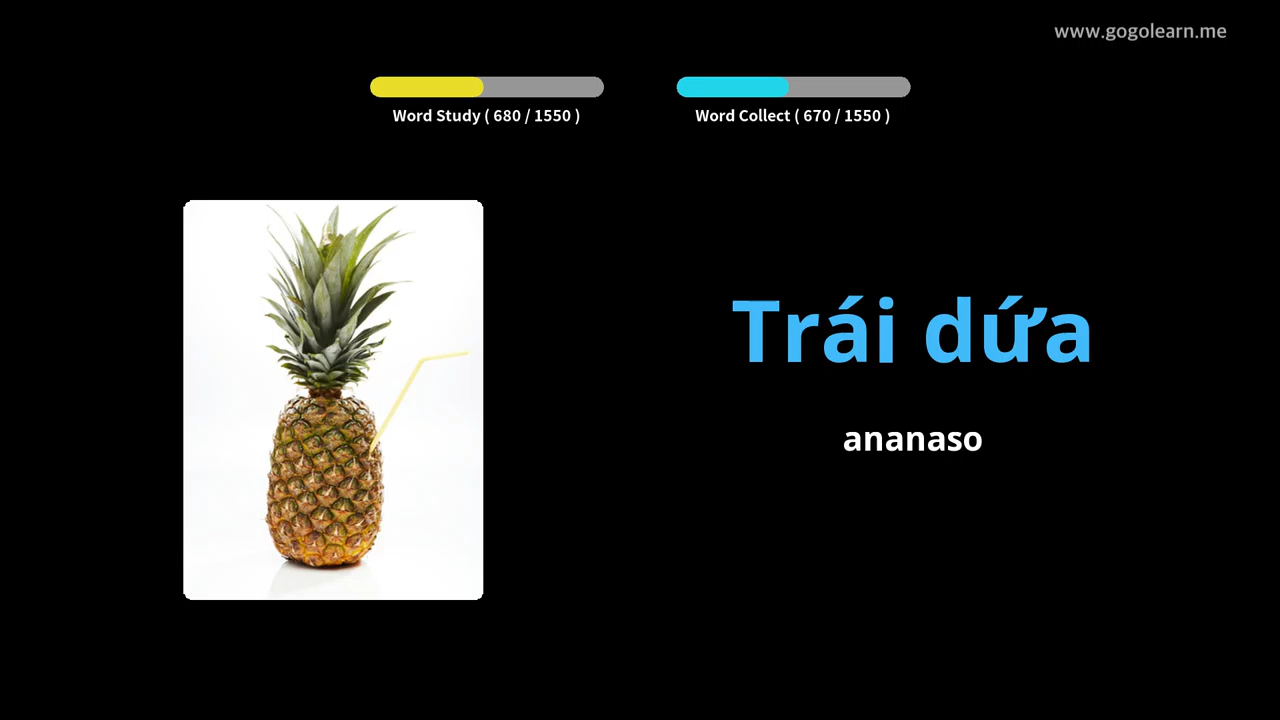 www.gogolearn.me
Word Study ( 680 / 1550 )
Word Collect ( 670 / 1550 )
Trái dứa
ananaso